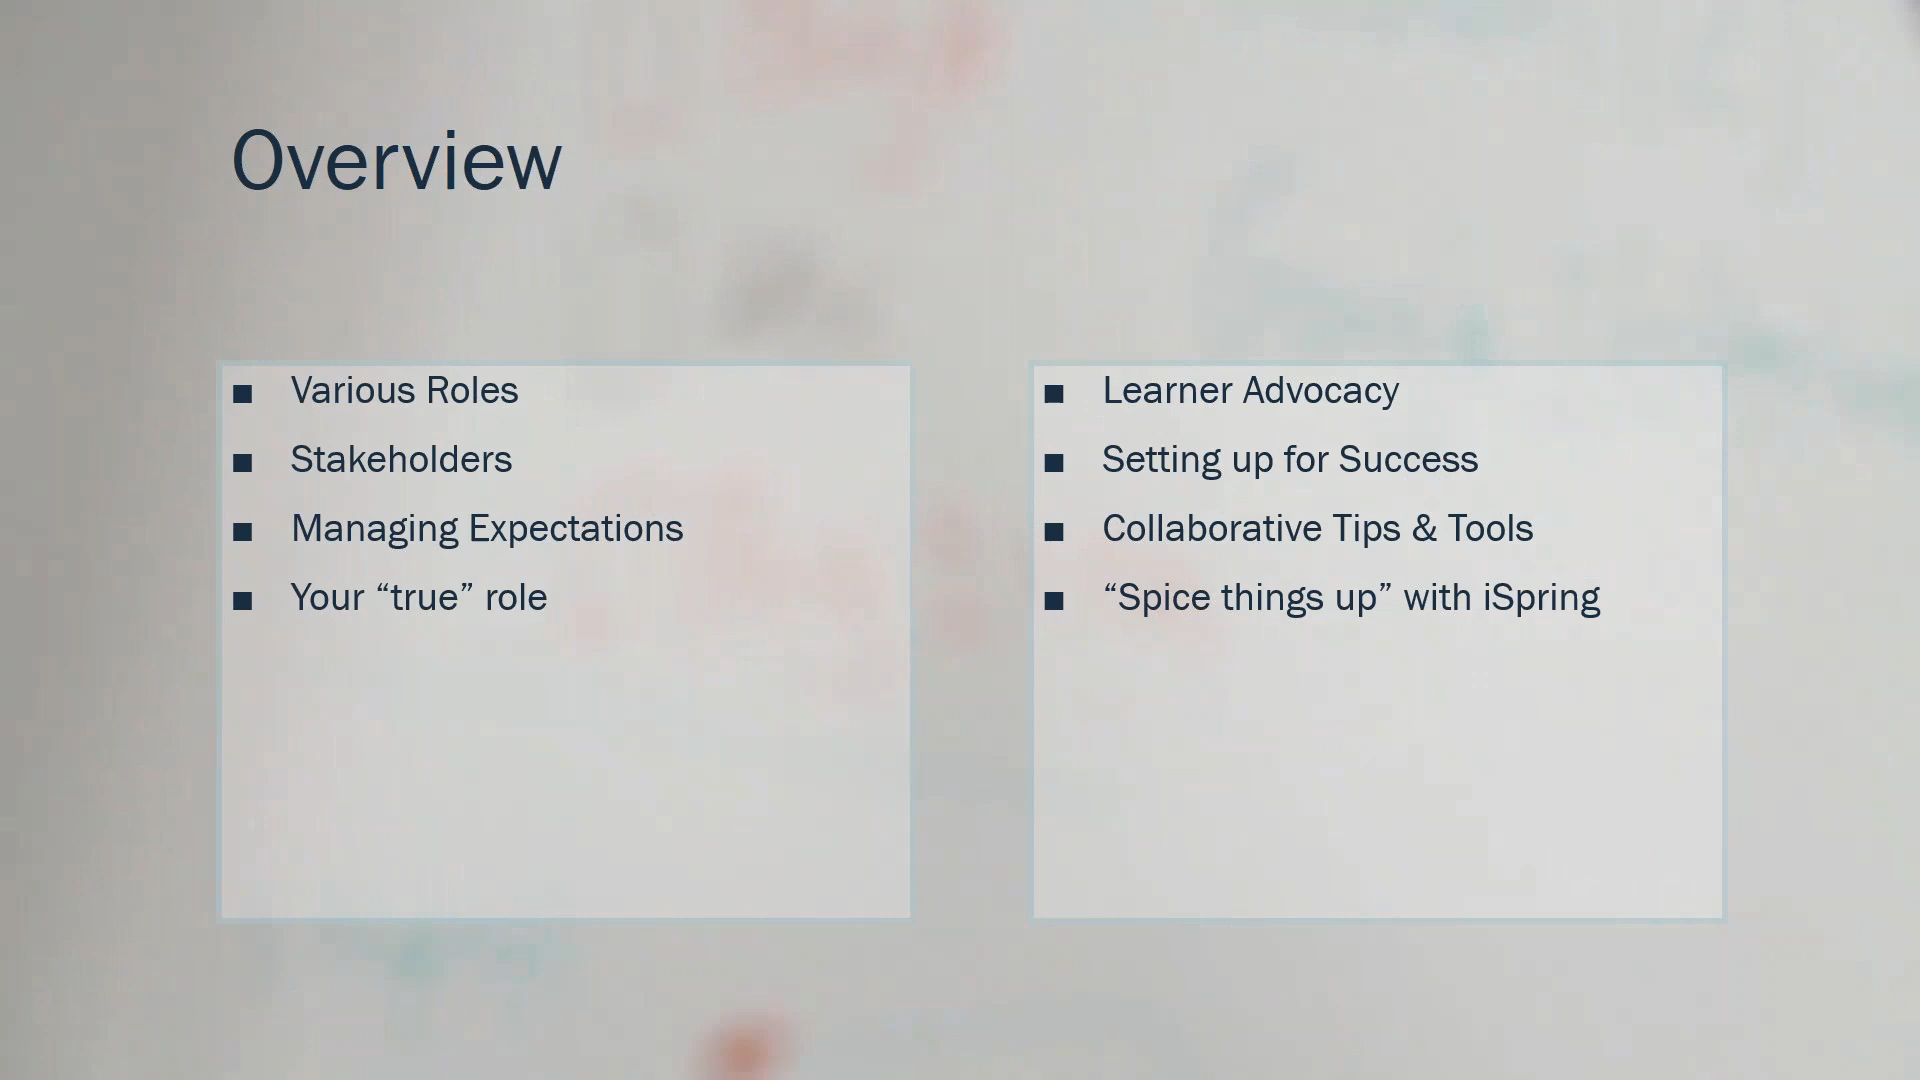 Overview
■ Various Roles
■ Stakeholders
■ Managing Expectations
■ Your “true” role
■ Learner Advocacy
■ Setting up for Success
■ Collaborative Tips & Tools
■ “Spice things up” with iSpring